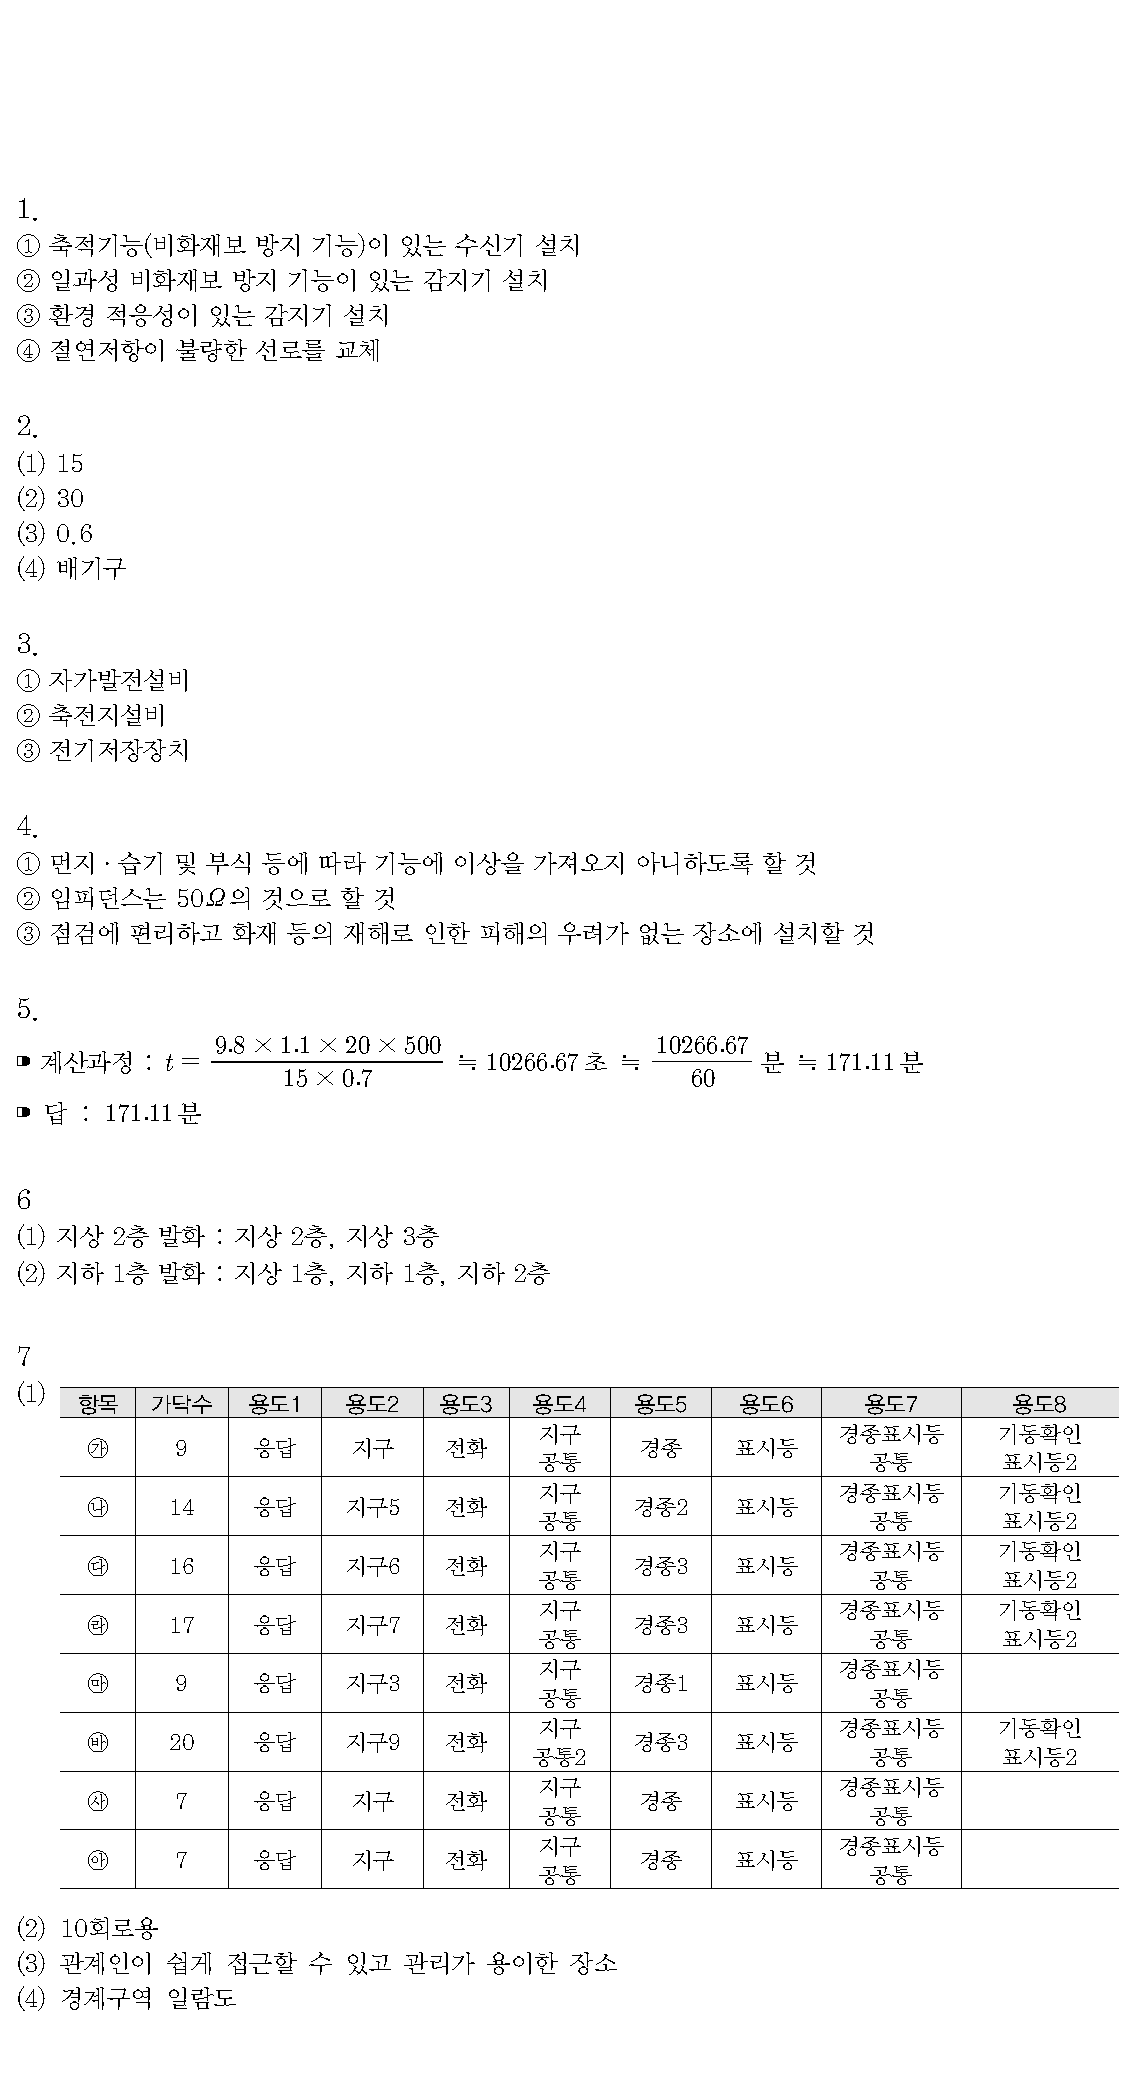 1.
① 축적기능(비화재보 방지 기능)이 있는 수신기 설치
② 일과성 비화재보 방지 기능이 있는 감지기 설치
③ 환경 적응성이 있는 감지기 설치
④ 절연저항이 불량한 선로를 교체
2.
(1) 15
(2) 30
(3) 0.6
(4) 배기구
3.
① 자가발전설비
② 축전지설비
③ 전기저장장치
4.
① 먼지·습기 및 부식 등에 따라 기능에 이상을 가져오지 아니하도록 할 것
② 임피던스는 50Ω의 것으로 할 것
③ 점검에 편리하고 화재 등의 재해로 인한 피해의 우려가 없는 장소에 설치할 것
5.
➠ 계산과정 : t = (9.8 × 1.1 × 20 × 500) / (15 × 0.7) ≒ 10266.67초 ≒ 10266.67 / 60 분 ≒ 171.11분
➠ 답 : 171.11분
6
(1) 지상 2층 발화 : 지상 2층, 지상 3층
(2) 지하 1층 발화 : 지상 1층, 지하 1층, 지하 2층
7
(1)
항목 가닥수 용도1 용도2 용도3 용도4 용도5 용도6 용도7 용도8
㉮ 9 응답 지구 전화 지구 공통 경종 표시등 경종표시등 공통 기동확인 표시등2
㉯ 14 응답 지구5 전화 지구 공통 경종2 표시등 경종표시등 공통 기동확인 표시등2
㉰ 16 응답 지구6 전화 지구 공통 경종3 표시등 경종표시등 공통 기동확인 표시등2
㉱ 17 응답 지구7 전화 지구 공통 경종3 표시등 경종표시등 공통 기동확인 표시등2
㉲ 9 응답 지구3 전화 지구 공통 경종1 표시등 경종표시등 공통
㉳ 20 응답 지구9 전화 지구 공통2 경종3 표시등 경종표시등 공통 기동확인 표시등2
㉴ 7 응답 지구 전화 지구 공통 경종 표시등 경종표시등 공통
㉵ 7 응답 지구 전화 지구 공통 경종 표시등 경종표시등 공통
(2) 10회로용
(3) 관계인이 쉽게 접근할 수 있고 관리가 용이한 장소
(4) 경계구역 일람도